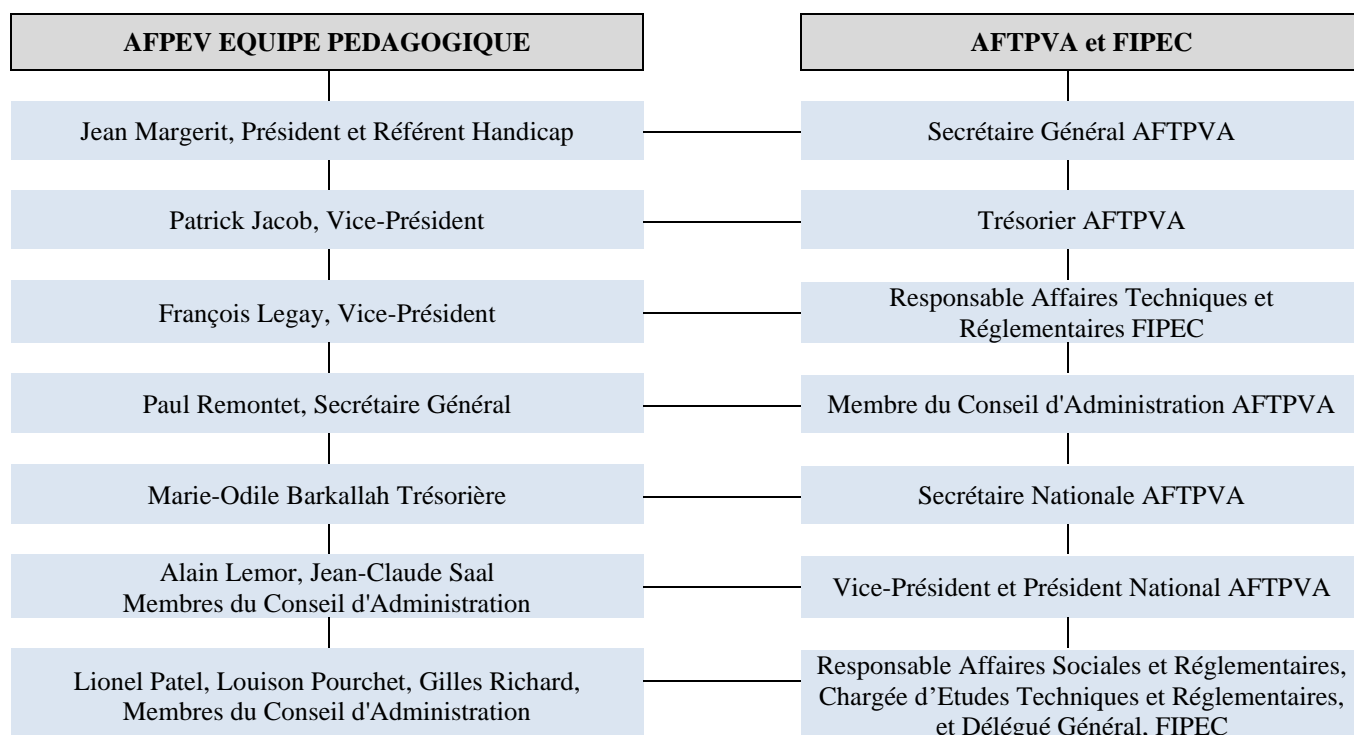 AFPEV EQUIPE PEDAGOGIQUE
AFTPVA et FIPEC
Jean Margerit, Président et Référent Handicap
Secrétaire Général AFTPVA
Patrick Jacob, Vice-Président
Trésorier AFTPVA
François Legay, Vice-Président
Responsable Affaires Techniques et
Réglementaires FIPEC
Paul Remontet, Secrétaire Général
Membre du Conseil d'Administration AFTPVA
Marie-Odile Barkallah Trésorière
Secrétaire Nationale AFTPVA
Alain Lemor, Jean-Claude Saal
Membres du Conseil d'Administration
Vice-Président et Président National AFTPVA
Lionel Patel, Louison Pourchet, Gilles Richard,
Membres du Conseil d'Administration
Responsable Affaires Sociales et Réglementaires,
Chargée d’Etudes Techniques et Réglementaires,
et Délégué Général, FIPEC